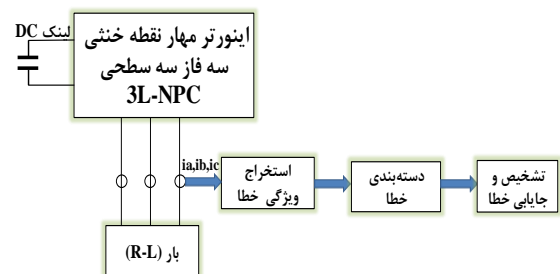 لینک DC
اینورتر مهار نقطه خنثی
سه فاز سه سطحی
3L-NPC
ia,ib,ic
استخراج
ویژگی خطا
دسته‌بندی
خطا
تشخیص و
جایابی خطا
بار (R-L)